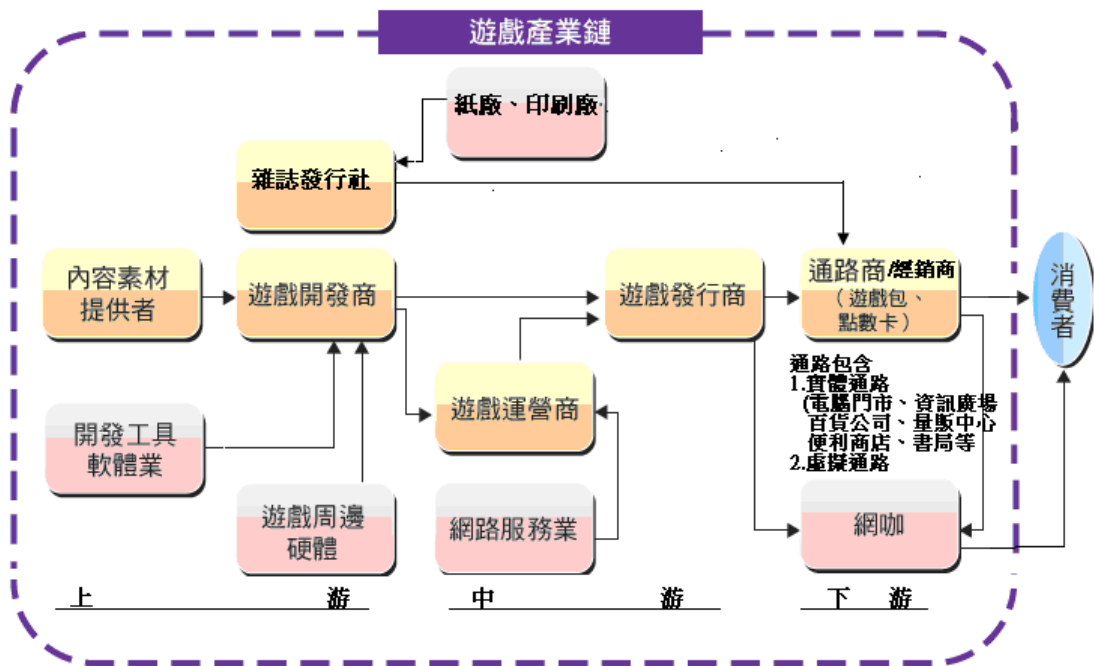 遊戲產業鏈
紙廠、印刷廠
雜誌發行社
內容素材
提供者
遊戲開發商
遊戲發行商
通路商/經銷商
（遊戲包、
點數卡）
消費者
遊戲運營商
通路包含
1.實體通路
(電腦門市、資訊廣場
百貨公司、量販中心
便利商店、書局等
2.虛擬通路
開發工具
軟體業
遊戲周邊
硬體
網路服務業
網咖
上 游 中 游 下 游